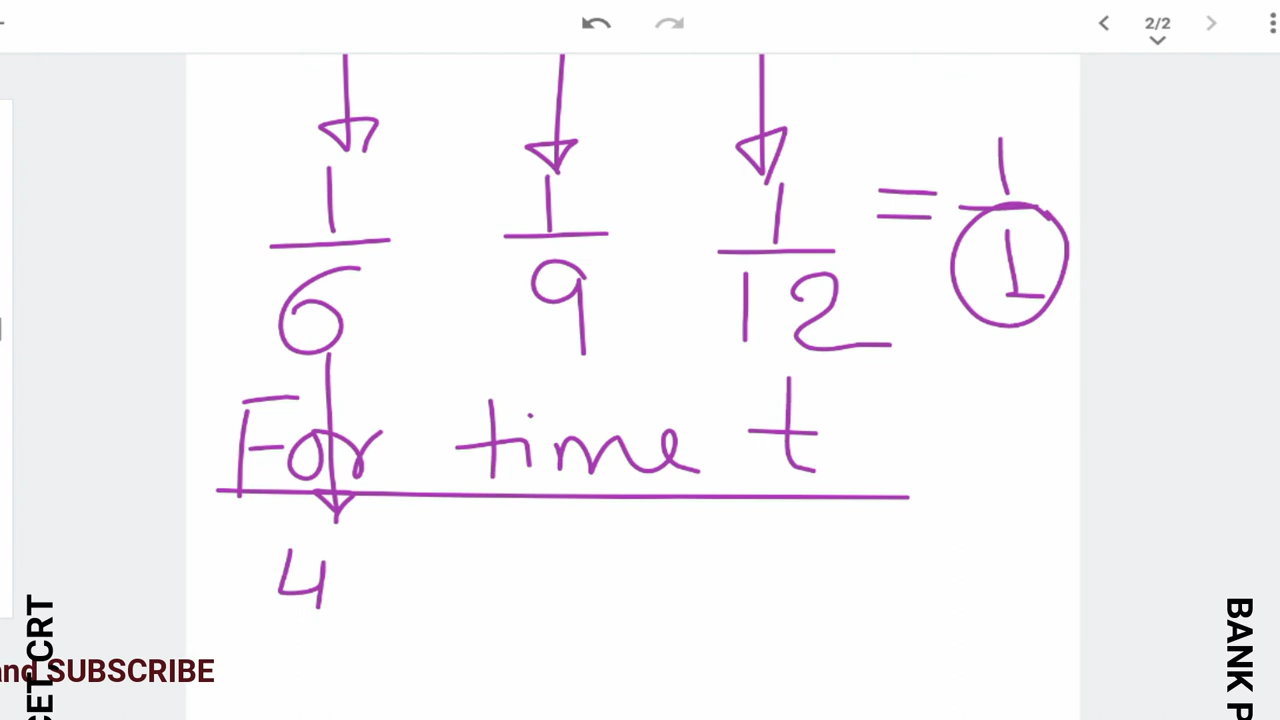 2/2
1/6 1/9 1/12 = 1/1
For time t
4
and SUBSCRIBE
CET CRT
BANK P